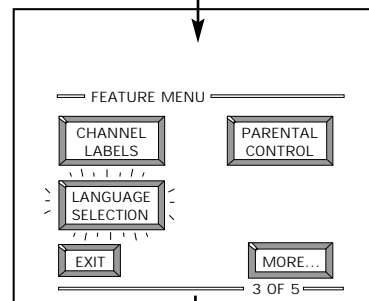 FEATURE MENU
CHANNEL
LABELS
PARENTAL
CONTROL
LANGUAGE
SELECTION
EXIT
MORE...
3 OF 5